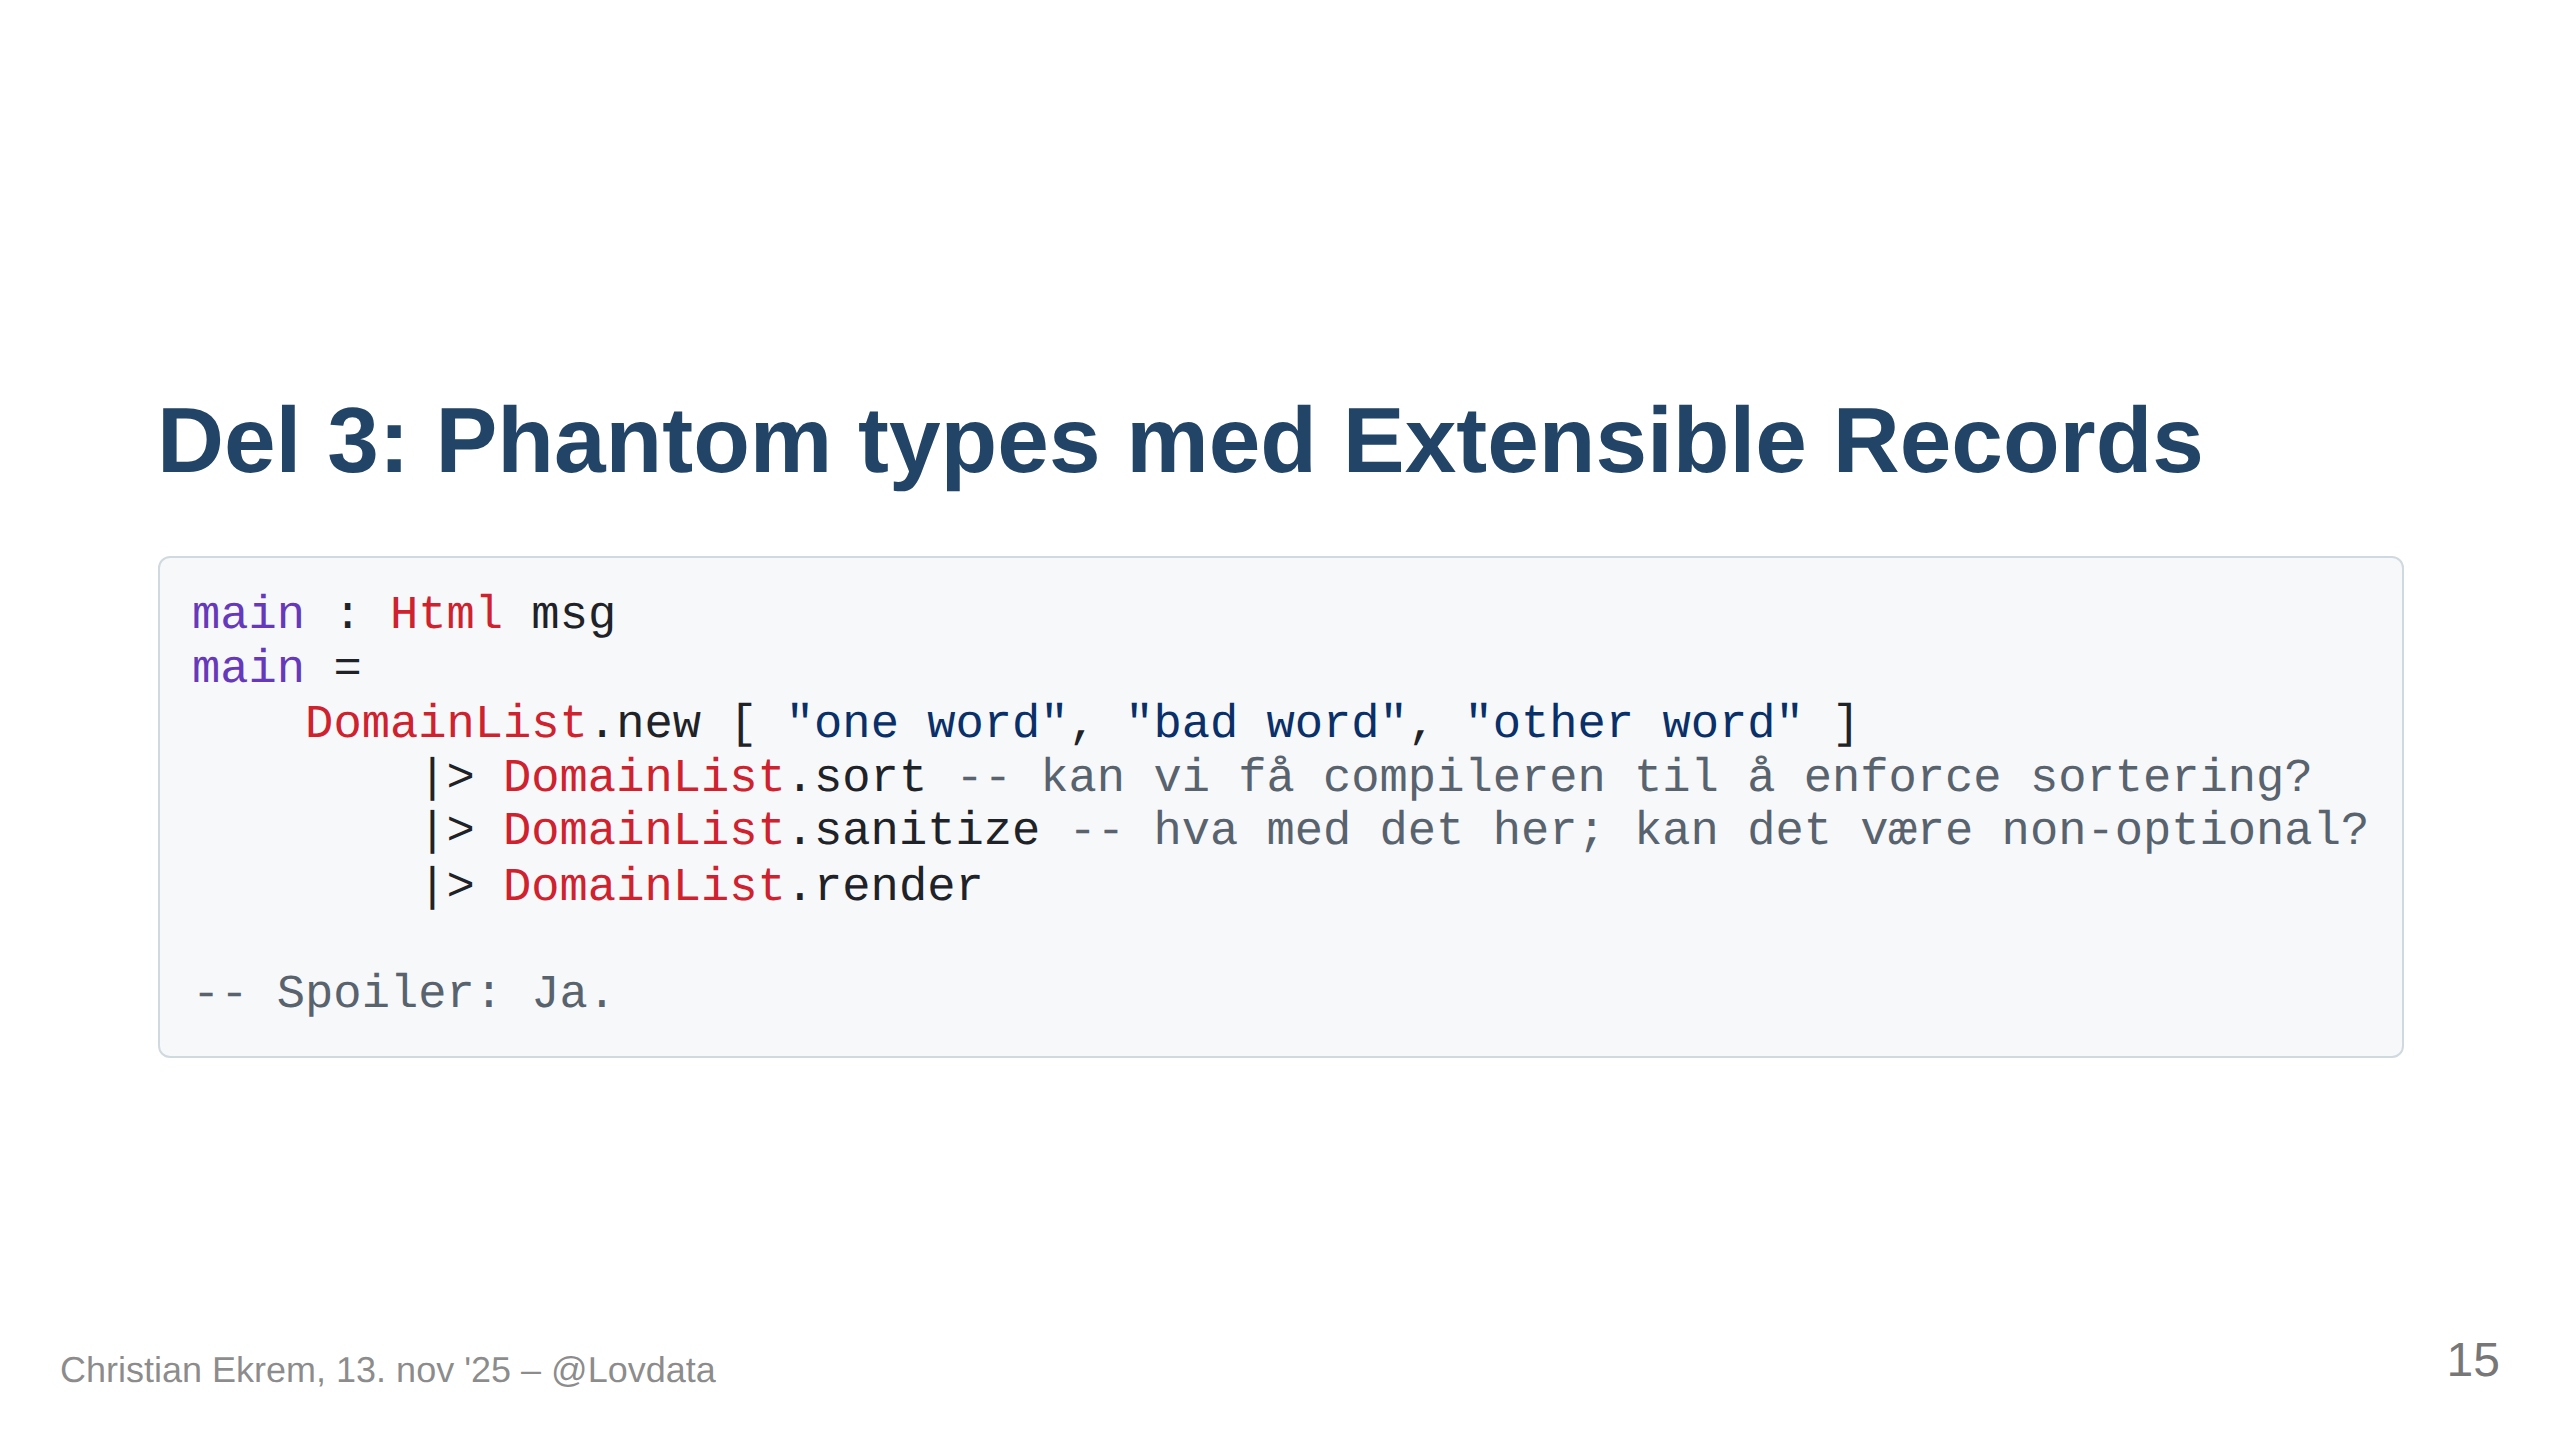 Del 3: Phantom types med Extensible Records
main : Html msg
main =
    DomainList.new [ "one word", "bad word", "other word" ]
        |> DomainList.sort -- kan vi få compileren til å enforce sortering?
        |> DomainList.sanitize -- hva med det her; kan det være non-optional?
        |> DomainList.render
-- Spoiler: Ja.
Christian Ekrem, 13. nov '25 – @Lovdata
15